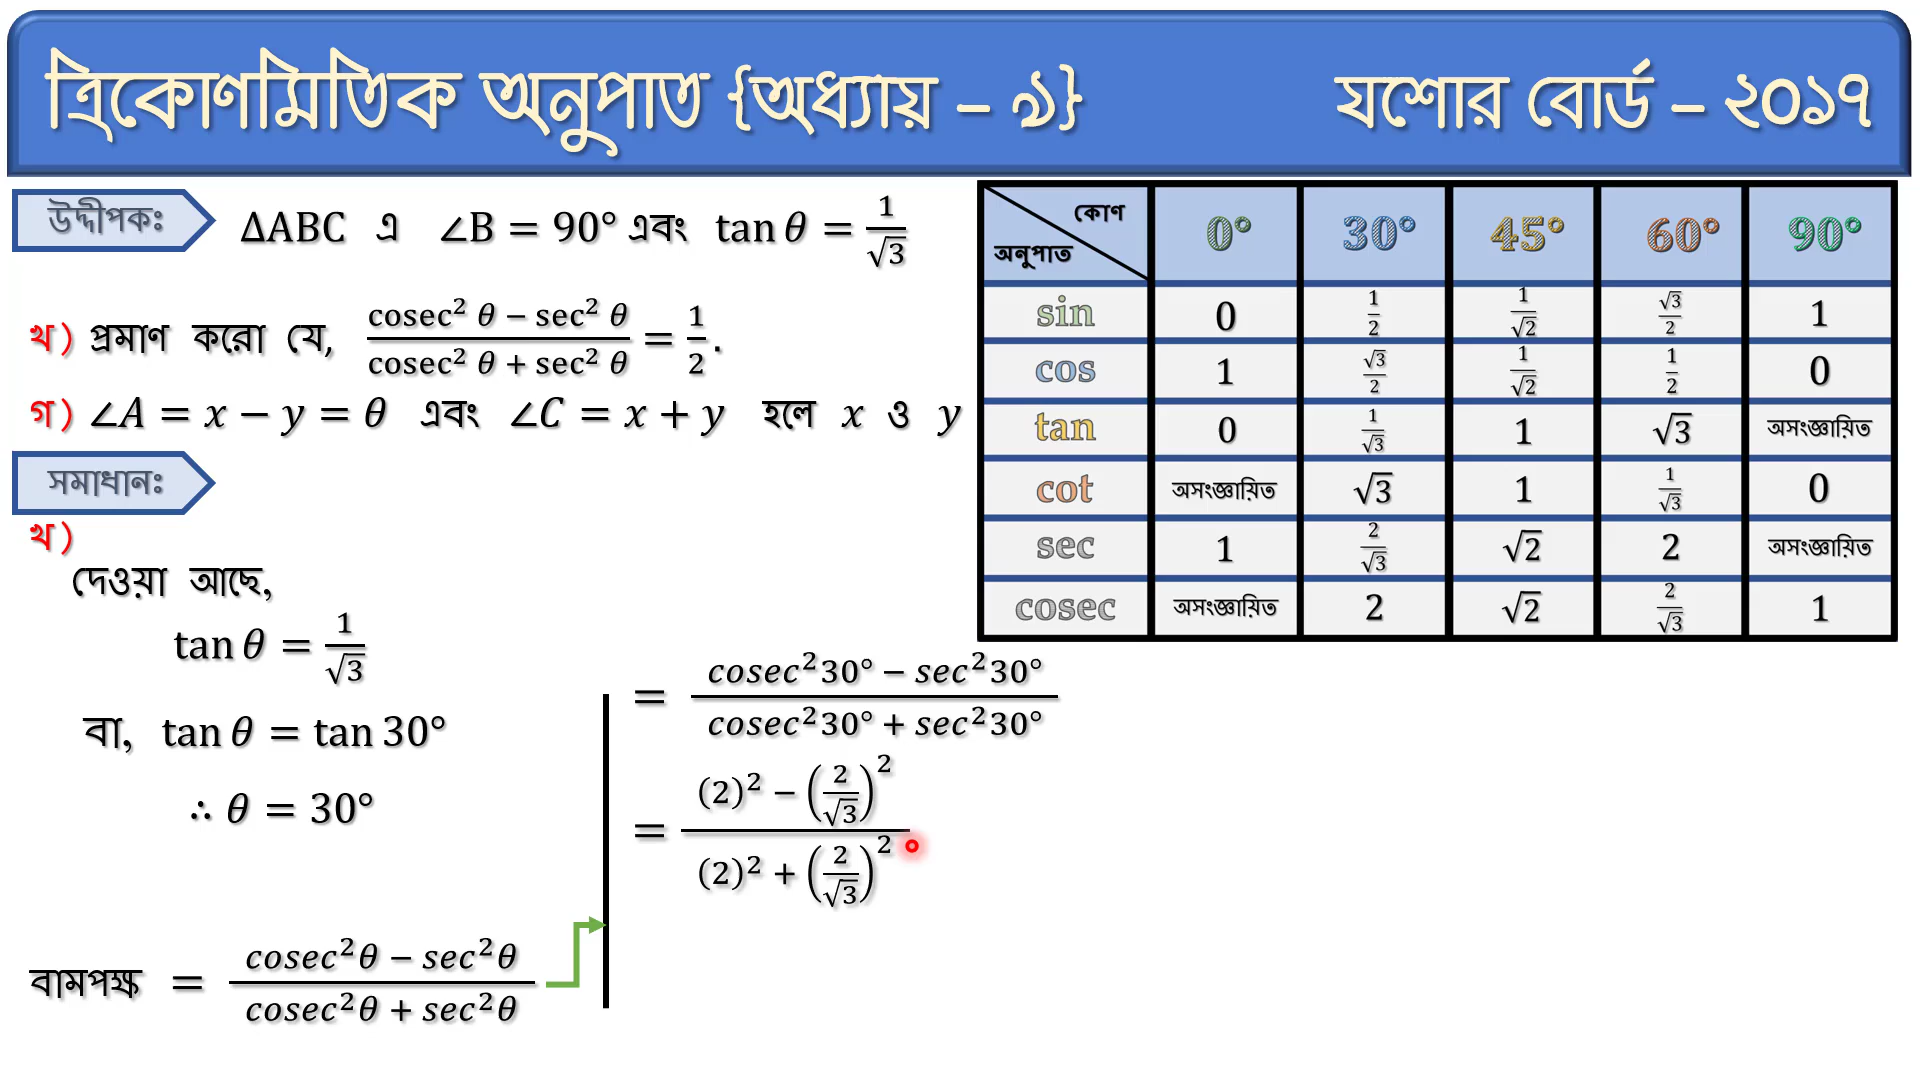 ত্রিকোণমিতিক অনুপাত {অধ্যায় – ৯} যশোর বোর্ড – ২০১৭
উদ্দীপকঃ ΔABC এ ∠B = 90° এবং tan θ = 1/√3
খ) প্রমাণ করো যে, (cosec² θ − sec² θ)/(cosec² θ + sec² θ) = 1/2 .
গ) ∠A = x − y = θ এবং ∠C = x + y হলে x ও y
কোণ অনুপাত 0° 30° 45° 60° 90°
sin 0 1/2 1/√2 √3/2 1
cos 1 √3/2 1/√2 1/2 0
tan 0 1/√3 1 √3 অসংজ্ঞায়িত
cot অসংজ্ঞায়িত √3 1 1/√3 0
sec 1 2/√3 √2 2 অসংজ্ঞায়িত
cosec অসংজ্ঞায়িত 2 √2 2/√3 1
সমাধানঃ
খ)
দেওয়া আছে,
tan θ = 1/√3
বা, tan θ = tan 30°
∴ θ = 30°
বামপক্ষ = (cosec²θ − sec²θ)/(cosec²θ + sec²θ)
= (cosec²30° − sec²30°)/(cosec²30° + sec²30°)
= ((2)² − (2/√3)²)/((2)² + (2/√3)²)